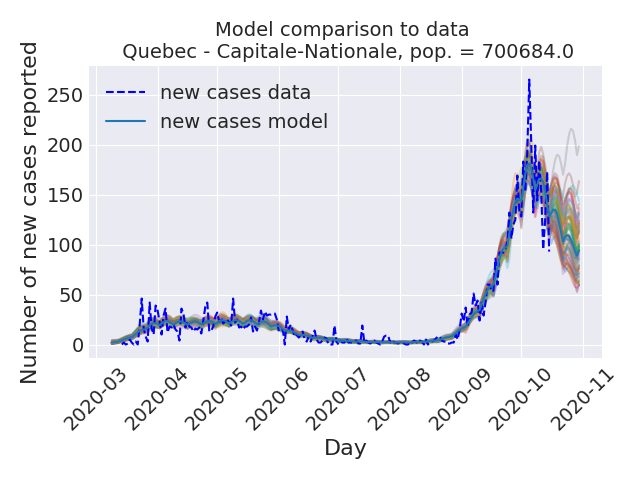 Model comparison to data
Quebec - Capitale-Nationale, pop. = 700684.0
Number of new cases reported
250
200
150
100
50
0
new cases data
new cases model
2020-03
2020-04
2020-05
2020-06
2020-07
2020-08
2020-09
2020-10
2020-11
Day